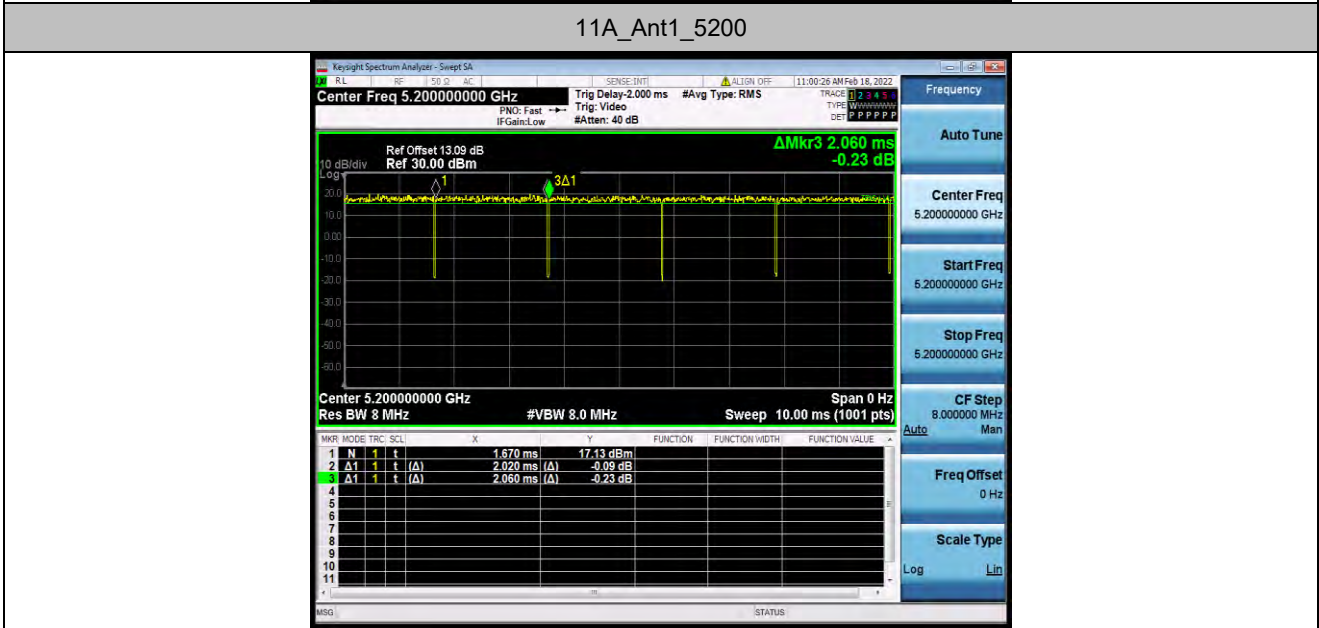 11A_Ant1_5200
Keysight Spectrum Analyzer - Swept SA
RL RF 50 Ω AC SENSE:INT ALIGN OFF 11:00:26 AM Feb 18, 2022
Center Freq 5.200000000 GHz
Trig Delay-2.000 ms #Avg Type: RMS
TRACE 1 2 3 4 5 6
PNO: Fast Trig: Video
TYPE WWWWWW
IFGain:Low #Atten: 40 dB
DET P P P P P P
Frequency
Auto Tune
ΔMkr3 2.060 ms
-0.23 dB
Ref Offset 13.09 dB
10 dB/div Ref 30.00 dBm
Log
1
3Δ1
20.0
10.0
0.00
-10.0
-20.0
-30.0
-40.0
-50.0
-60.0
Center Freq
5.200000000 GHz
Start Freq
5.200000000 GHz
Stop Freq
5.200000000 GHz
Center 5.200000000 GHz Span 0 Hz
Res BW 8 MHz #VBW 8.0 MHz Sweep 10.00 ms (1001 pts)
CF Step
8.000000 MHz
Auto Man
MKR MODE TRC SCL X Y FUNCTION FUNCTION WIDTH FUNCTION VALUE
1 N 1 t 1.670 ms 17.13 dBm
2 Δ1 1 t (Δ) 2.020 ms (Δ) -0.09 dB
3 Δ1 1 t (Δ) 2.060 ms (Δ) -0.23 dB
4
5
6
7
8
9
10
11
Freq Offset
0 Hz
Scale Type
Log Lin
MSG STATUS